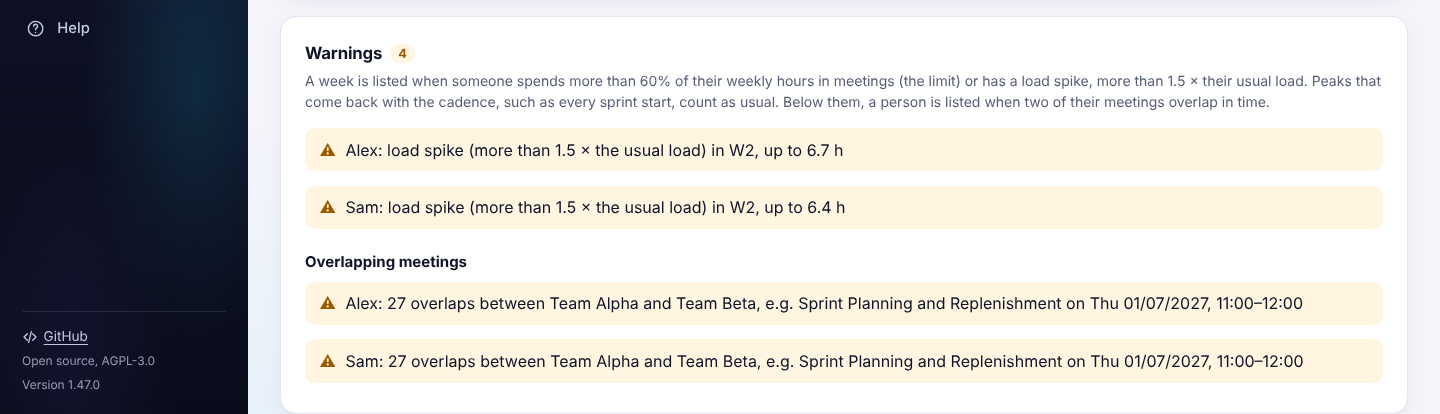 Help
GitHub
Open source, AGPL-3.0
Version 1.47.0
Warnings 4
A week is listed when someone spends more than 60% of their weekly hours in meetings (the limit) or has a load spike, more than 1.5 × their usual load. Peaks that
come back with the cadence, such as every sprint start, count as usual. Below them, a person is listed when two of their meetings overlap in time.
Alex: load spike (more than 1.5 × the usual load) in W2, up to 6.7 h
Sam: load spike (more than 1.5 × the usual load) in W2, up to 6.4 h
Overlapping meetings
Alex: 27 overlaps between Team Alpha and Team Beta, e.g. Sprint Planning and Replenishment on Thu 01/07/2027, 11:00–12:00
Sam: 27 overlaps between Team Alpha and Team Beta, e.g. Sprint Planning and Replenishment on Thu 01/07/2027, 11:00–12:00